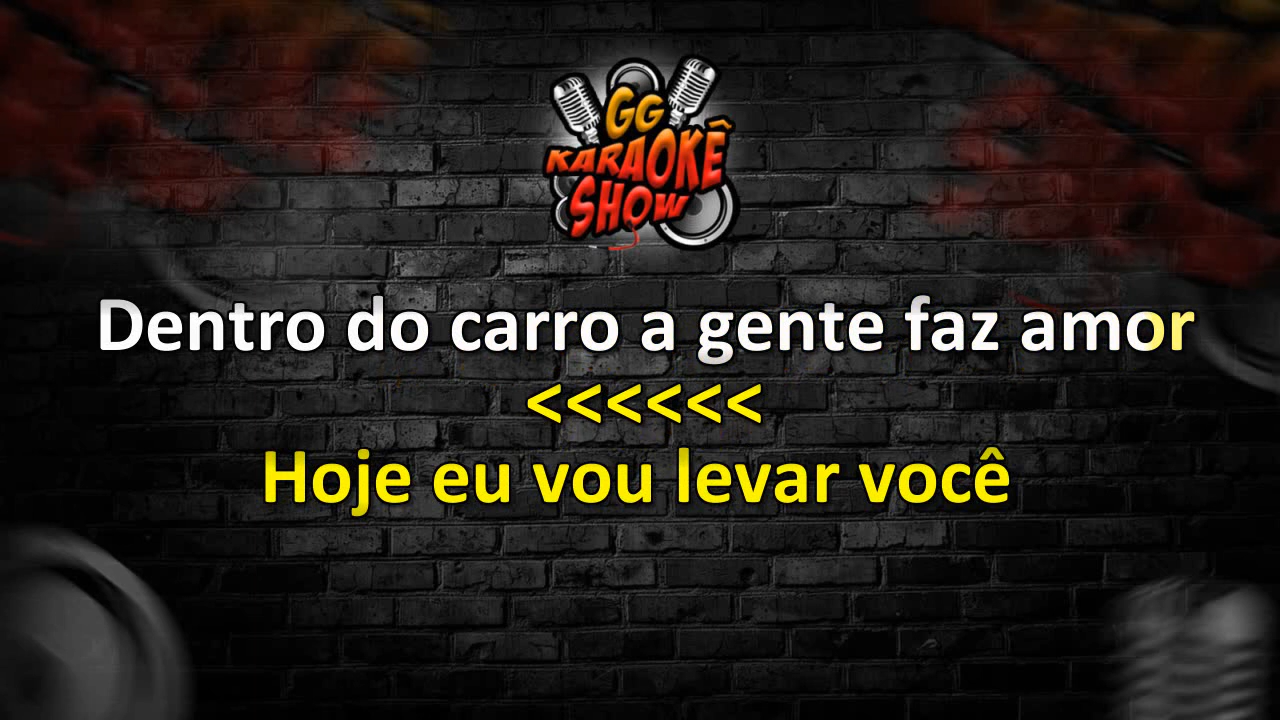 GG
KARAOKÊ
SHOW
Dentro do carro a gente faz amor
<<<<<<
Hoje eu vou levar você